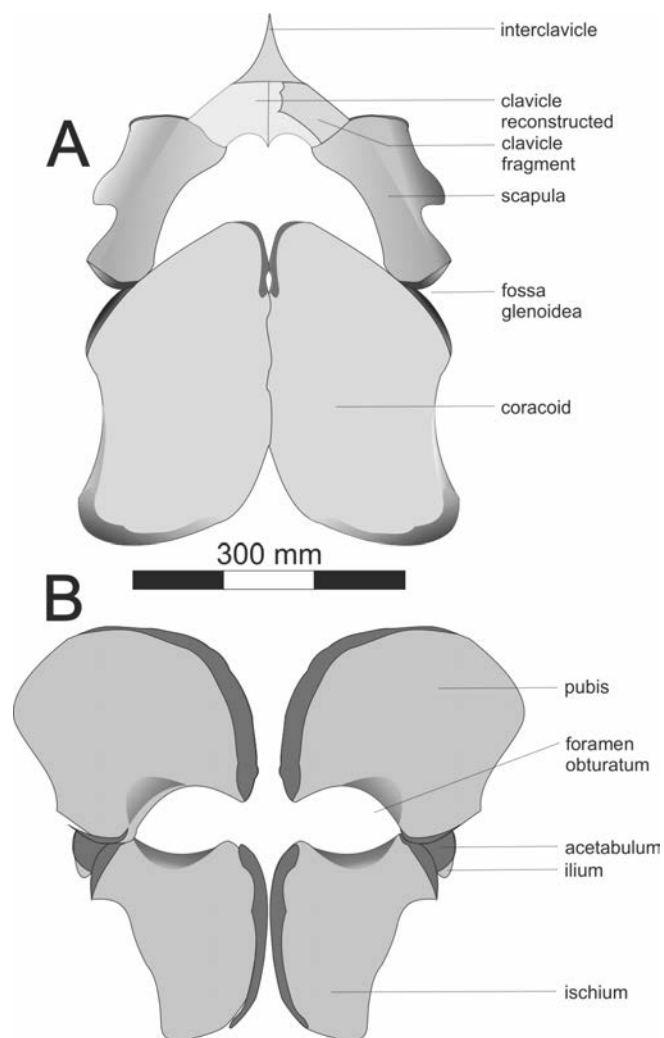 interclavicle
clavicle
reconstructed
clavicle
fragment
A
scapula
fossa
glenoidea
coracoid
300 mm
B
pubis
foramen
obturatum
acetabulum
ilium
ischium